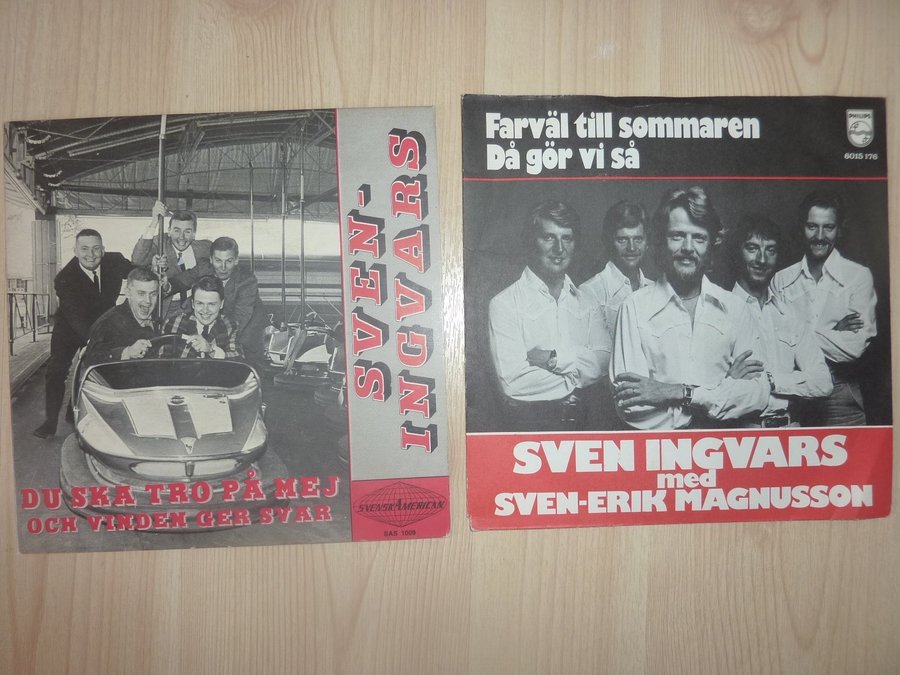 SVEN-
INGVARS
DU SKA TRO PÅ MEJ
OCH VINDEN GER SVAR
SVENSKAMERICAN
SAS 1009
Farväl till sommaren
Då gör vi så
PHILIPS
6015 176
SVEN INGVARS
med
SVEN-ERIK MAGNUSSON